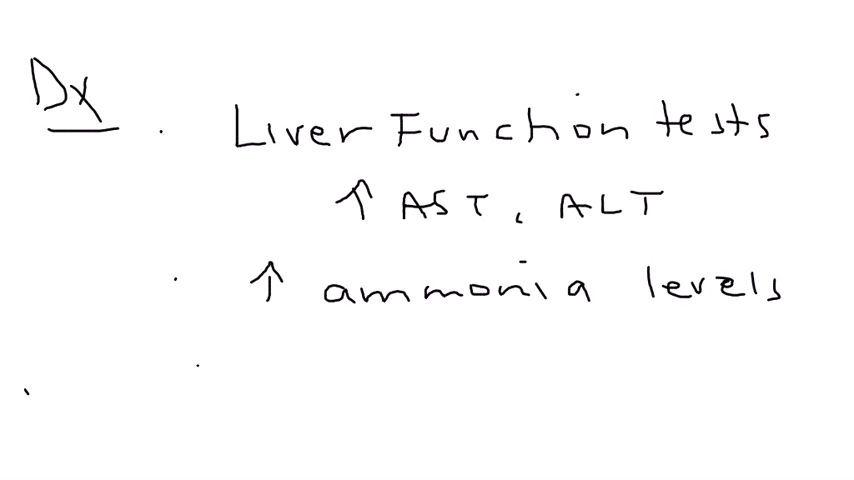 Dx
. Liver Function tests
↑ AST, ALT
. ↑ ammonia levels